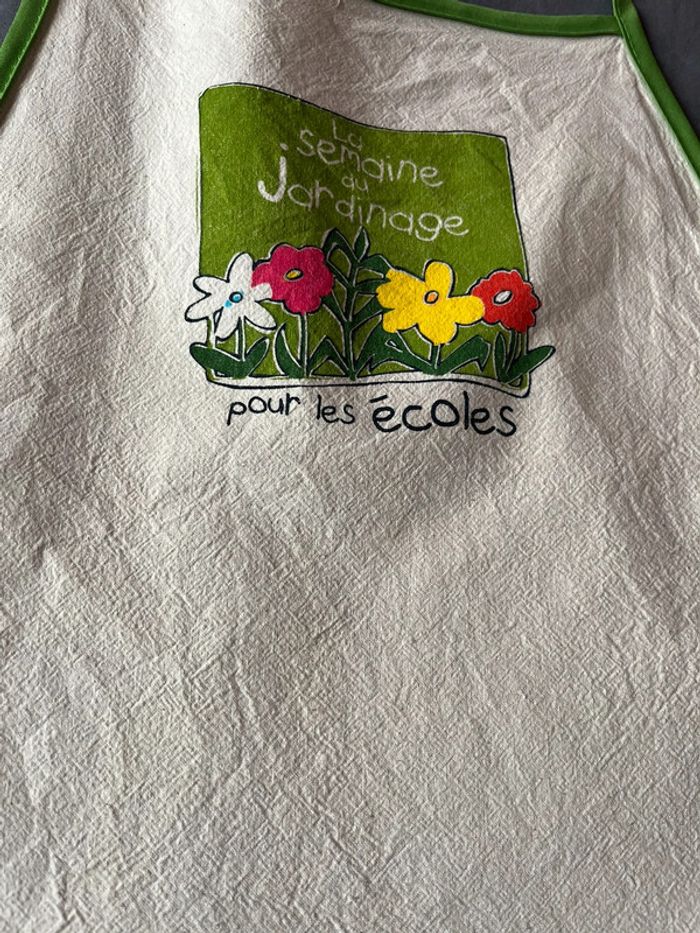 La
semaine
du
Jardinage
pour les écoles